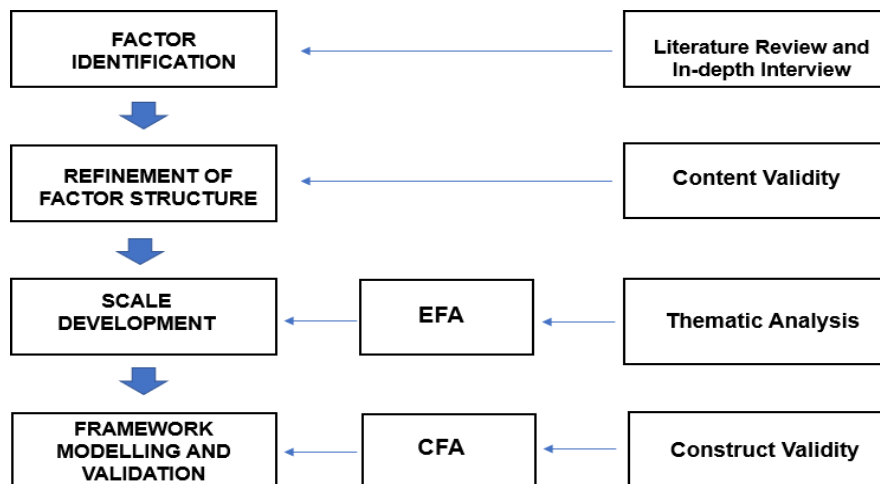 FACTOR
IDENTIFICATION
Literature Review and
In-depth Interview
REFINEMENT OF
FACTOR STRUCTURE
Content Validity
SCALE
DEVELOPMENT
EFA
Thematic Analysis
FRAMEWORK
MODELLING AND
VALIDATION
CFA
Construct Validity